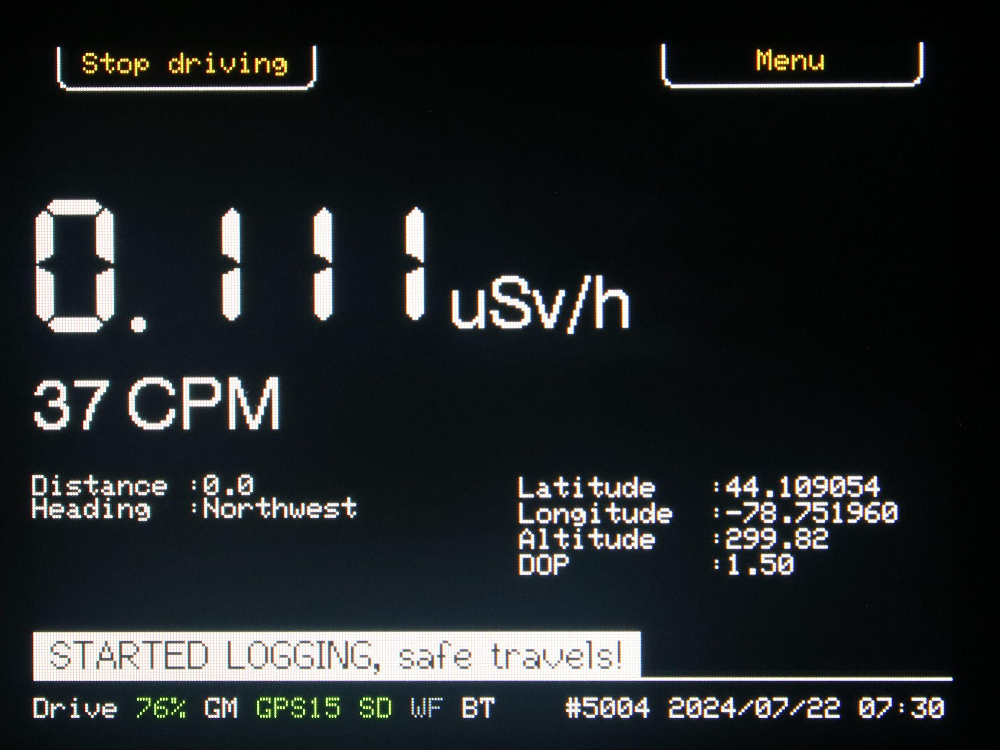 Stop driving
Menu
0.111 uSv/h
37 CPM
Distance :0.0
Heading :Northwest
Latitude :44.109054
Longitude :-78.751960
Altitude :299.82
DOP :1.50
STARTED LOGGING, safe travels!
Drive 76% GM GPS15 SD WF BT #5004 2024/07/22 07:30